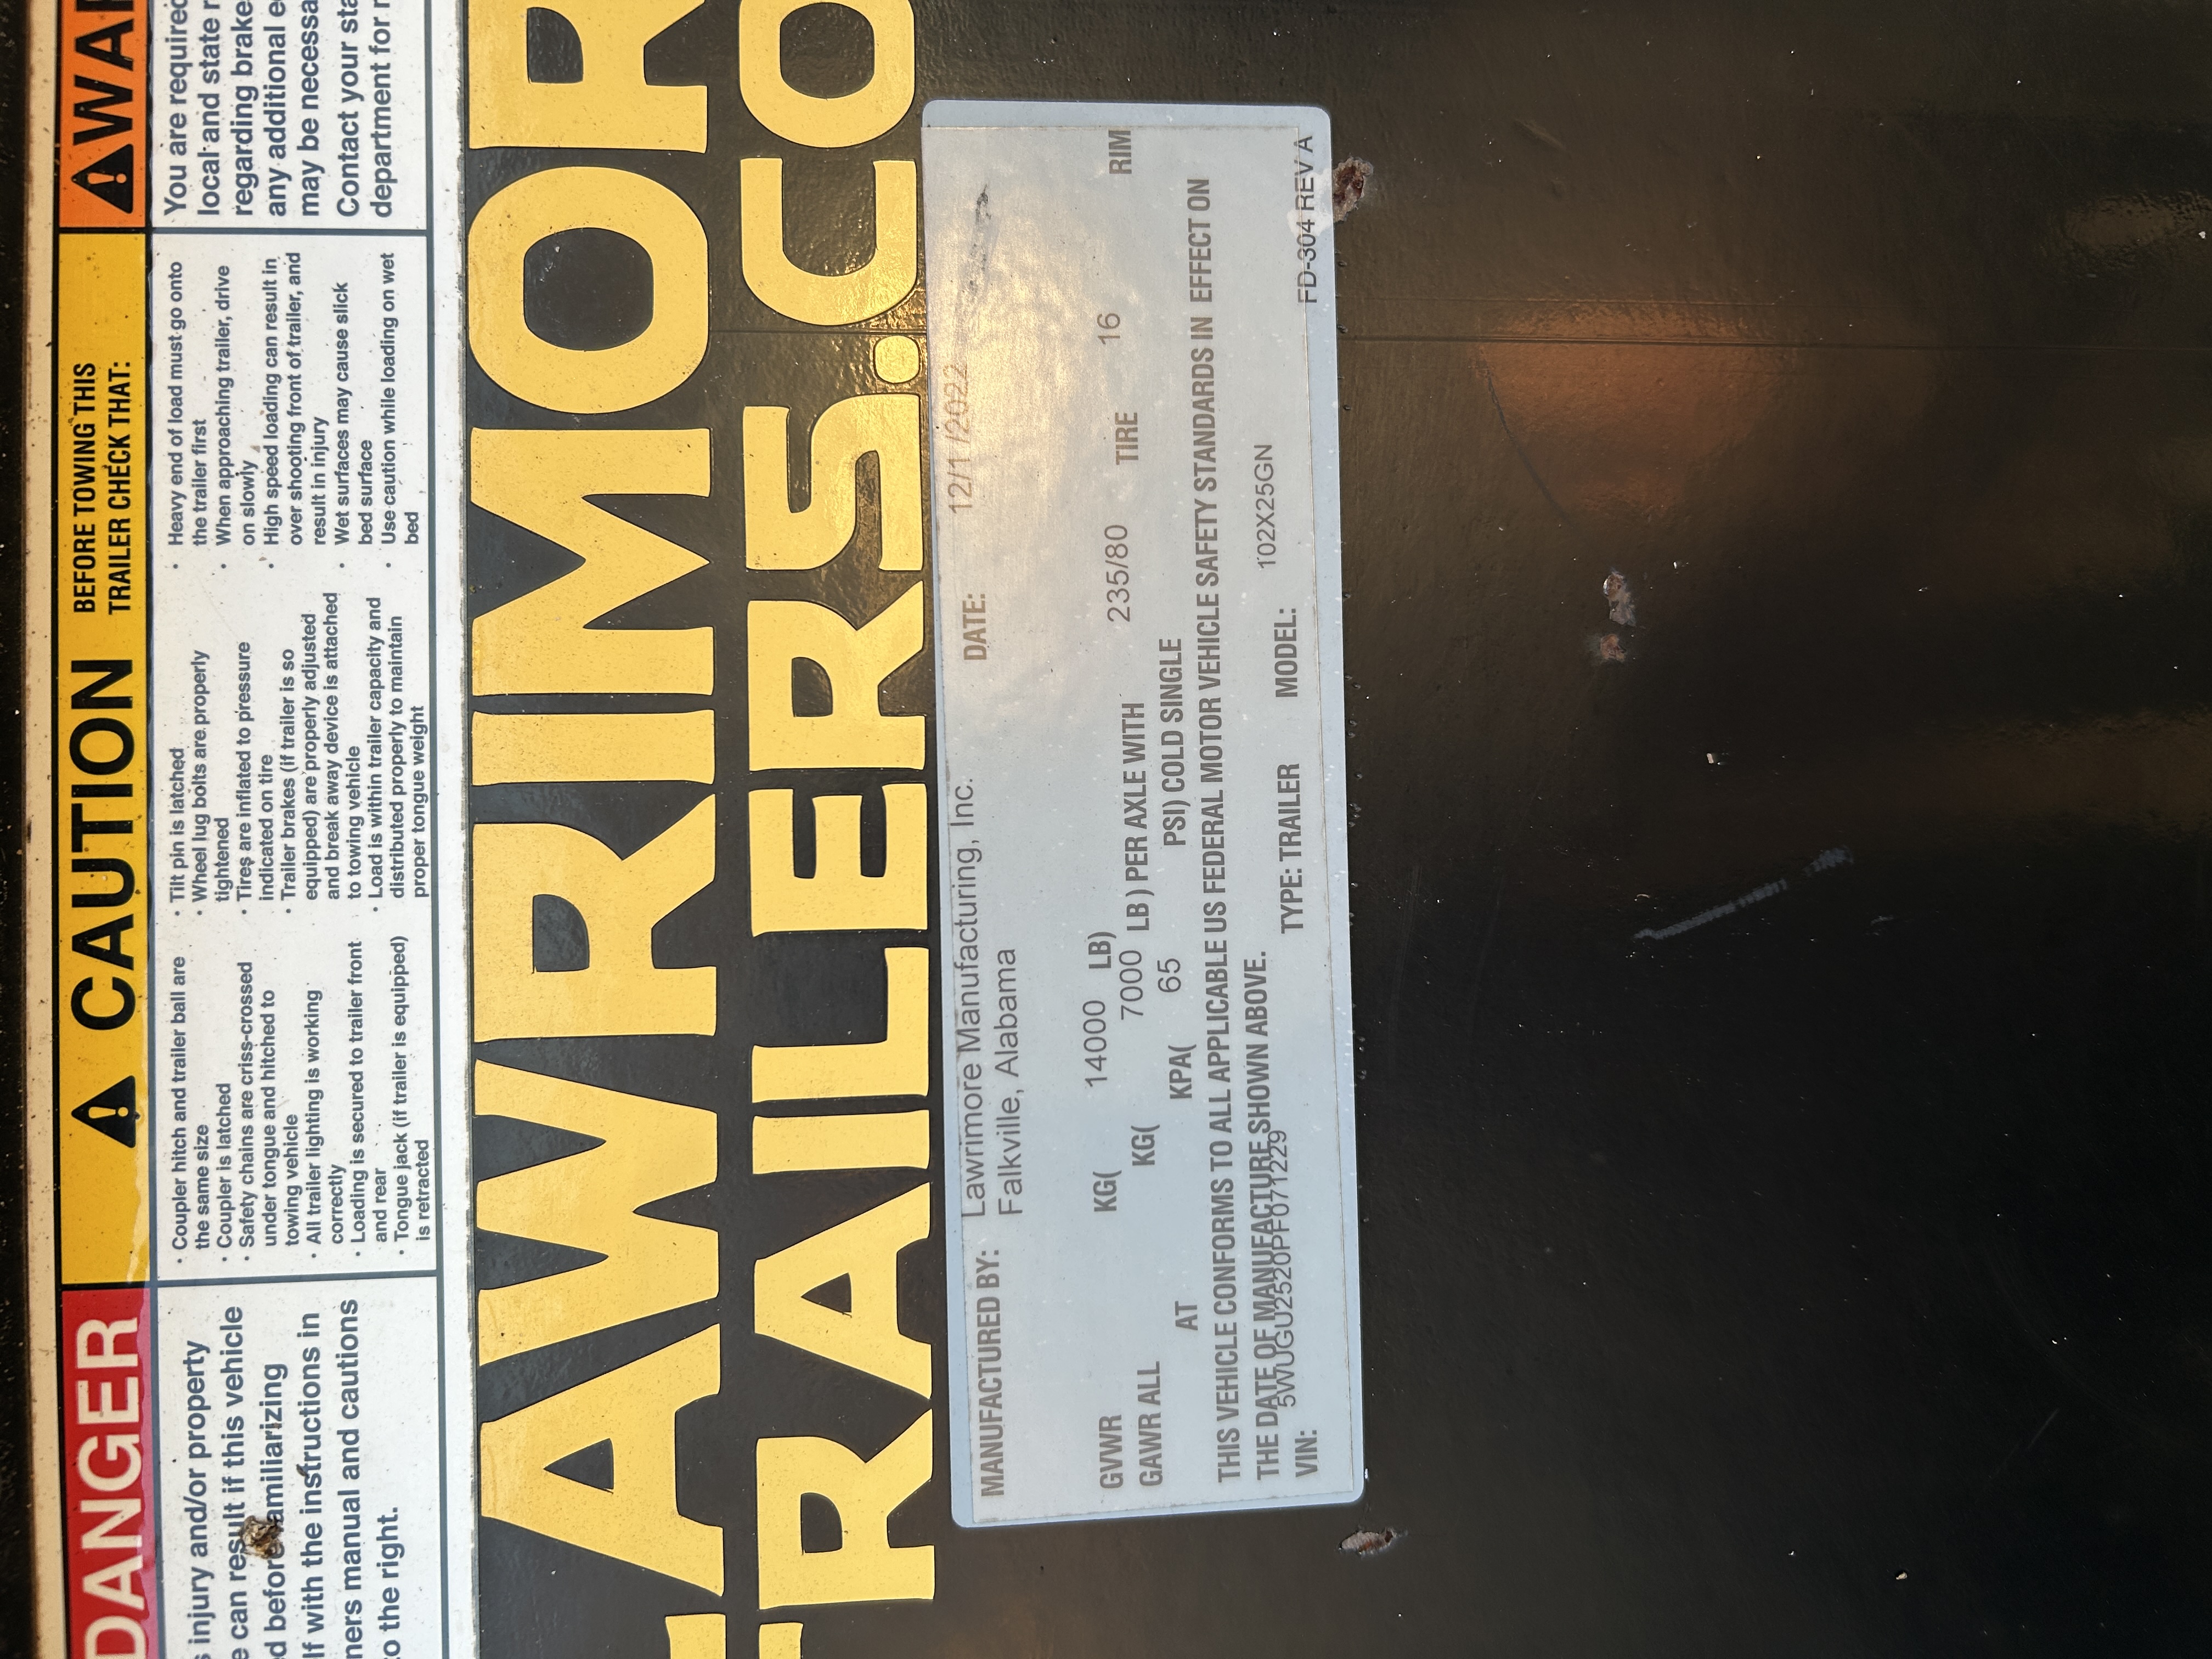 DANGER
s injury and/or property
e can result if this vehicle
d before familiarizing
lf with the instructions in
ners manual and cautions
to the right.
CAUTION
BEFORE TOWING THIS
TRAILER CHECK THAT:
• Coupler hitch and trailer ball are
the same size
• Coupler is latched
• Safety chains are criss-crossed
under tongue and hitched to
towing vehicle
• All trailer lighting is working
correctly
• Loading is secured to trailer front
and rear
• Tongue jack (if trailer is equipped)
is retracted
• Tilt pin is latched
• Wheel lug bolts are properly
tightened
• Tires are inflated to pressure
indicated on tire
• Trailer brakes (if trailer is so
equipped) are properly adjusted
and break away device is attached
to towing vehicle
• Load is within trailer capacity and
distributed properly to maintain
proper tongue weight
• Heavy end of load must go onto
the trailer first
• When approaching trailer, drive
on slowly
• High speed loading can result in
over shooting front of trailer, and
result in injury
• Wet surfaces may cause slick
bed surface
• Use caution while loading on wet
bed
WAR
You are required
local and state r
regarding brake
any additional e
may be necessa
Contact your sta
department for r
AWRIMOR
TRAILERS.CO
MANUFACTURED BY: Lawrimore Manufacturing, Inc. DATE: 12/1/2022
Falkville, Alabama
GVWR KG( 14000 LB)
GAWR ALL KG( 7000 LB) PER AXLE WITH 235/80 TIRE 16 RIM
AT KPA( 65 PSI) COLD SINGLE
THIS VEHICLE CONFORMS TO ALL APPLICABLE US FEDERAL MOTOR VEHICLE SAFETY STANDARDS IN EFFECT ON
THE DATE OF MANUFACTURE SHOWN ABOVE.
VIN: 5WUGU2520PF071229 TYPE: TRAILER MODEL: 102X25GN
FD-304 REV A